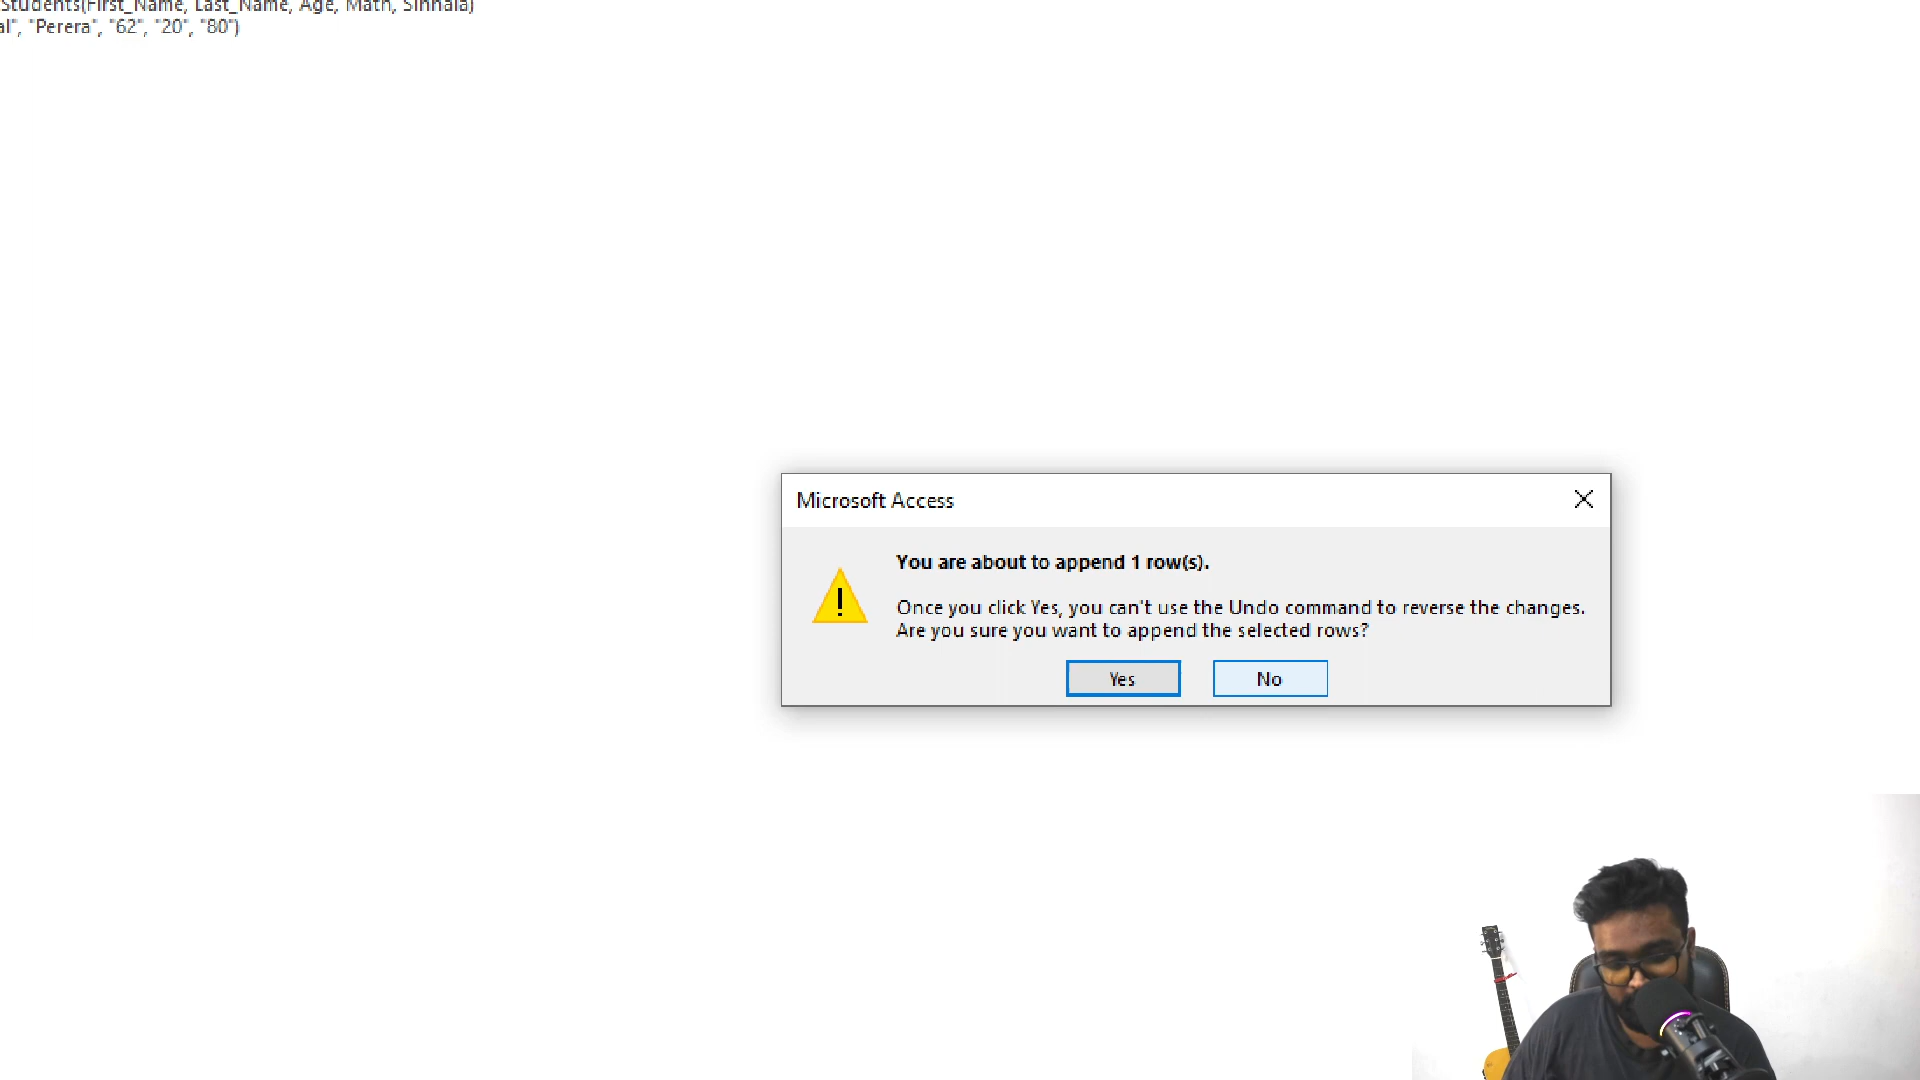 Students(First_Name, Last_Name, Age, Math, Sinhala)
al", "Perera", "62", "20", "80")
Microsoft Access
You are about to append 1 row(s).
Once you click Yes, you can't use the Undo command to reverse the changes.
Are you sure you want to append the selected rows?
Yes
No